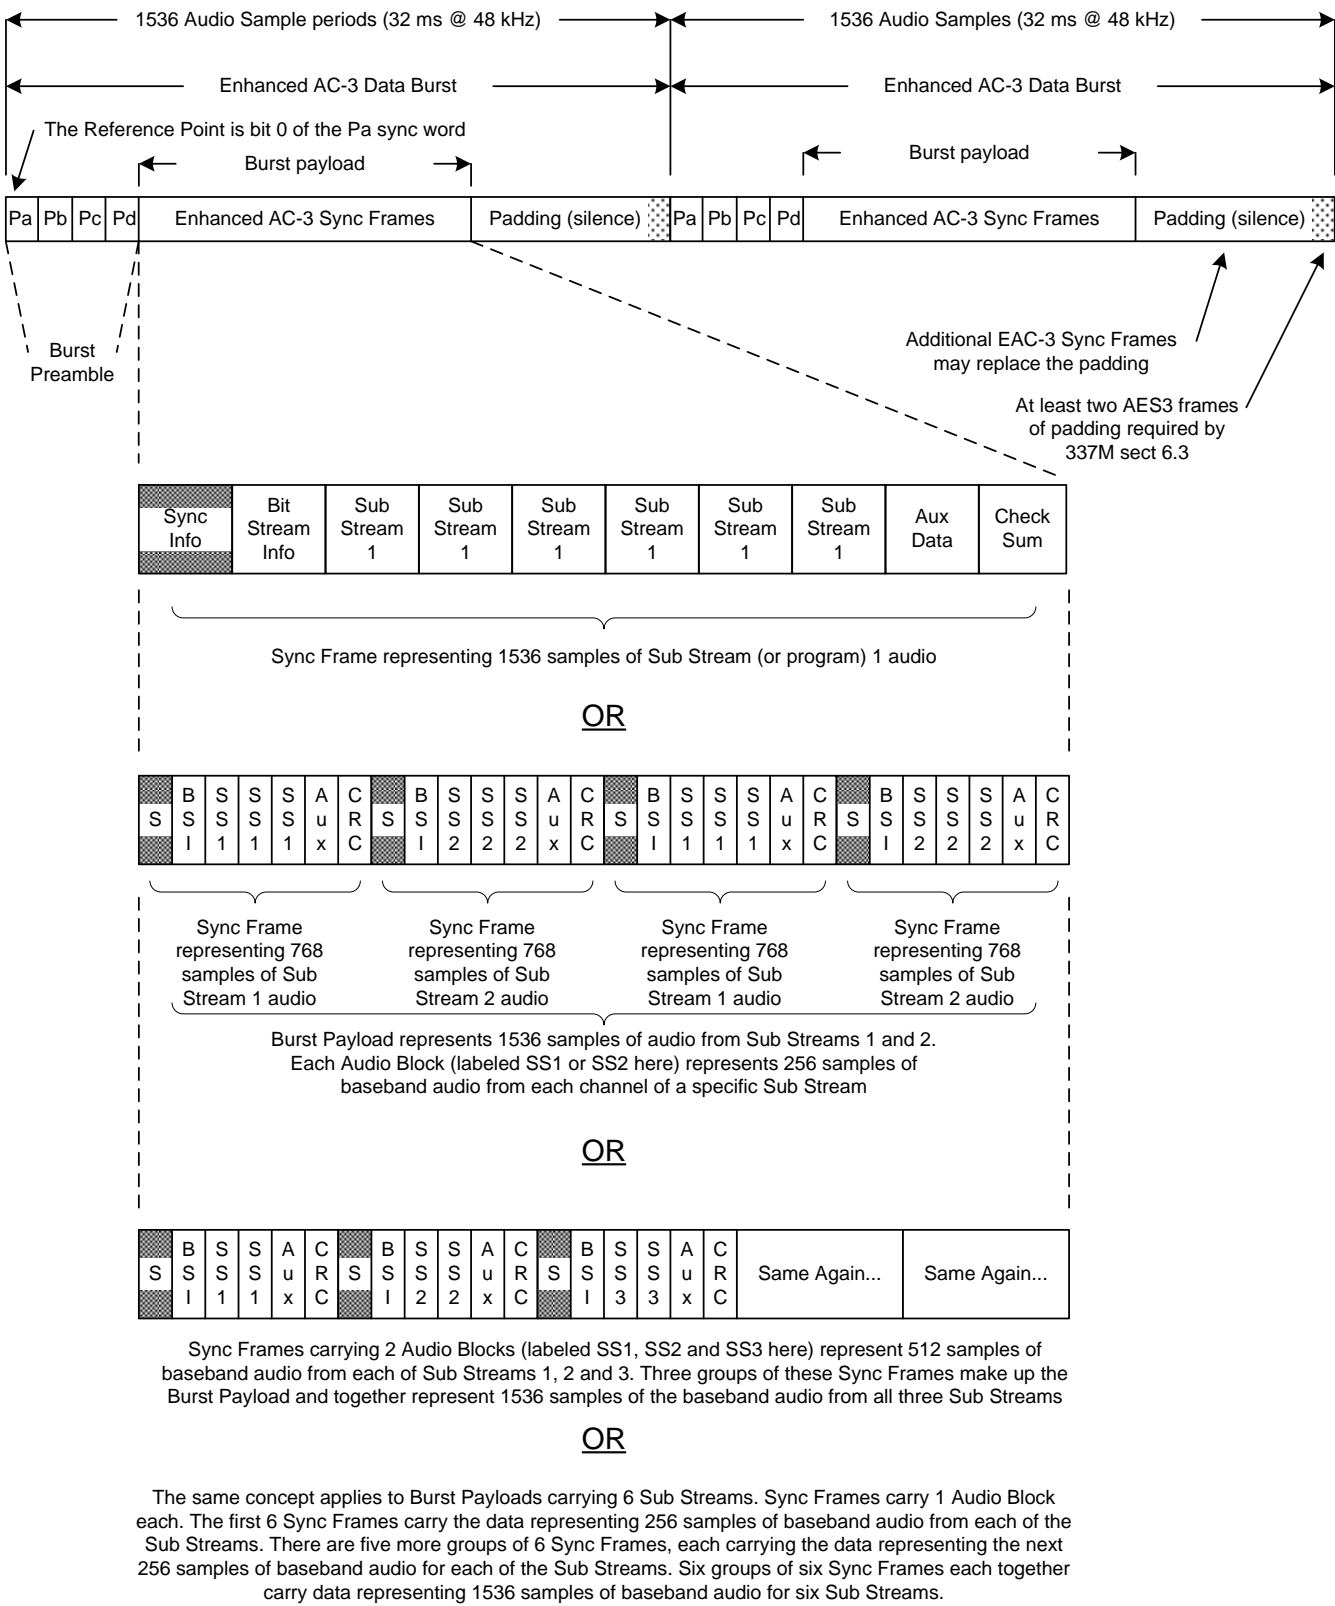 1536 Audio Sample periods (32 ms @ 48 kHz)
1536 Audio Samples (32 ms @ 48 kHz)
Enhanced AC-3 Data Burst
Enhanced AC-3 Data Burst
The Reference Point is bit 0 of the Pa sync word
Burst payload
Burst payload
Pa Pb Pc Pd Enhanced AC-3 Sync Frames Padding (silence) Pa Pb Pc Pd Enhanced AC-3 Sync Frames Padding (silence)
Burst
Preamble
Additional EAC-3 Sync Frames
may replace the padding
At least two AES3 frames
of padding required by
337M sect 6.3
Sync
Info
Bit
Stream
Info
Sub
Stream
1
Sub
Stream
1
Sub
Stream
1
Sub
Stream
1
Sub
Stream
1
Sub
Stream
1
Aux
Data
Check
Sum
Sync Frame representing 1536 samples of Sub Stream (or program) 1 audio
OR
S BSI SS1 SS1 SS1 Aux CRC S BSI SS2 SS2 SS2 Aux CRC S BSI SS1 SS1 SS1 Aux CRC S BSI SS2 SS2 SS2 Aux CRC
Sync Frame
representing 768
samples of Sub
Stream 1 audio
Sync Frame
representing 768
samples of Sub
Stream 2 audio
Sync Frame
representing 768
samples of Sub
Stream 1 audio
Sync Frame
representing 768
samples of Sub
Stream 2 audio
Burst Payload represents 1536 samples of audio from Sub Streams 1 and 2.
Each Audio Block (labeled SS1 or SS2 here) represents 256 samples of
baseband audio from each channel of a specific Sub Stream
OR
S BSI SS1 SS1 Aux CRC S BSI SS2 SS2 Aux CRC S BSI SS3 SS3 Aux CRC Same Again... Same Again...
Sync Frames carrying 2 Audio Blocks (labeled SS1, SS2 and SS3 here) represent 512 samples of
baseband audio from each of Sub Streams 1, 2 and 3. Three groups of these Sync Frames make up the
Burst Payload and together represent 1536 samples of the baseband audio from all three Sub Streams
OR
The same concept applies to Burst Payloads carrying 6 Sub Streams. Sync Frames carry 1 Audio Block
each. The first 6 Sync Frames carry the data representing 256 samples of baseband audio from each of the
Sub Streams. There are five more groups of 6 Sync Frames, each carrying the data representing the next
256 samples of baseband audio for each of the Sub Streams. Six groups of six Sync Frames each together
carry data representing 1536 samples of baseband audio for six Sub Streams.